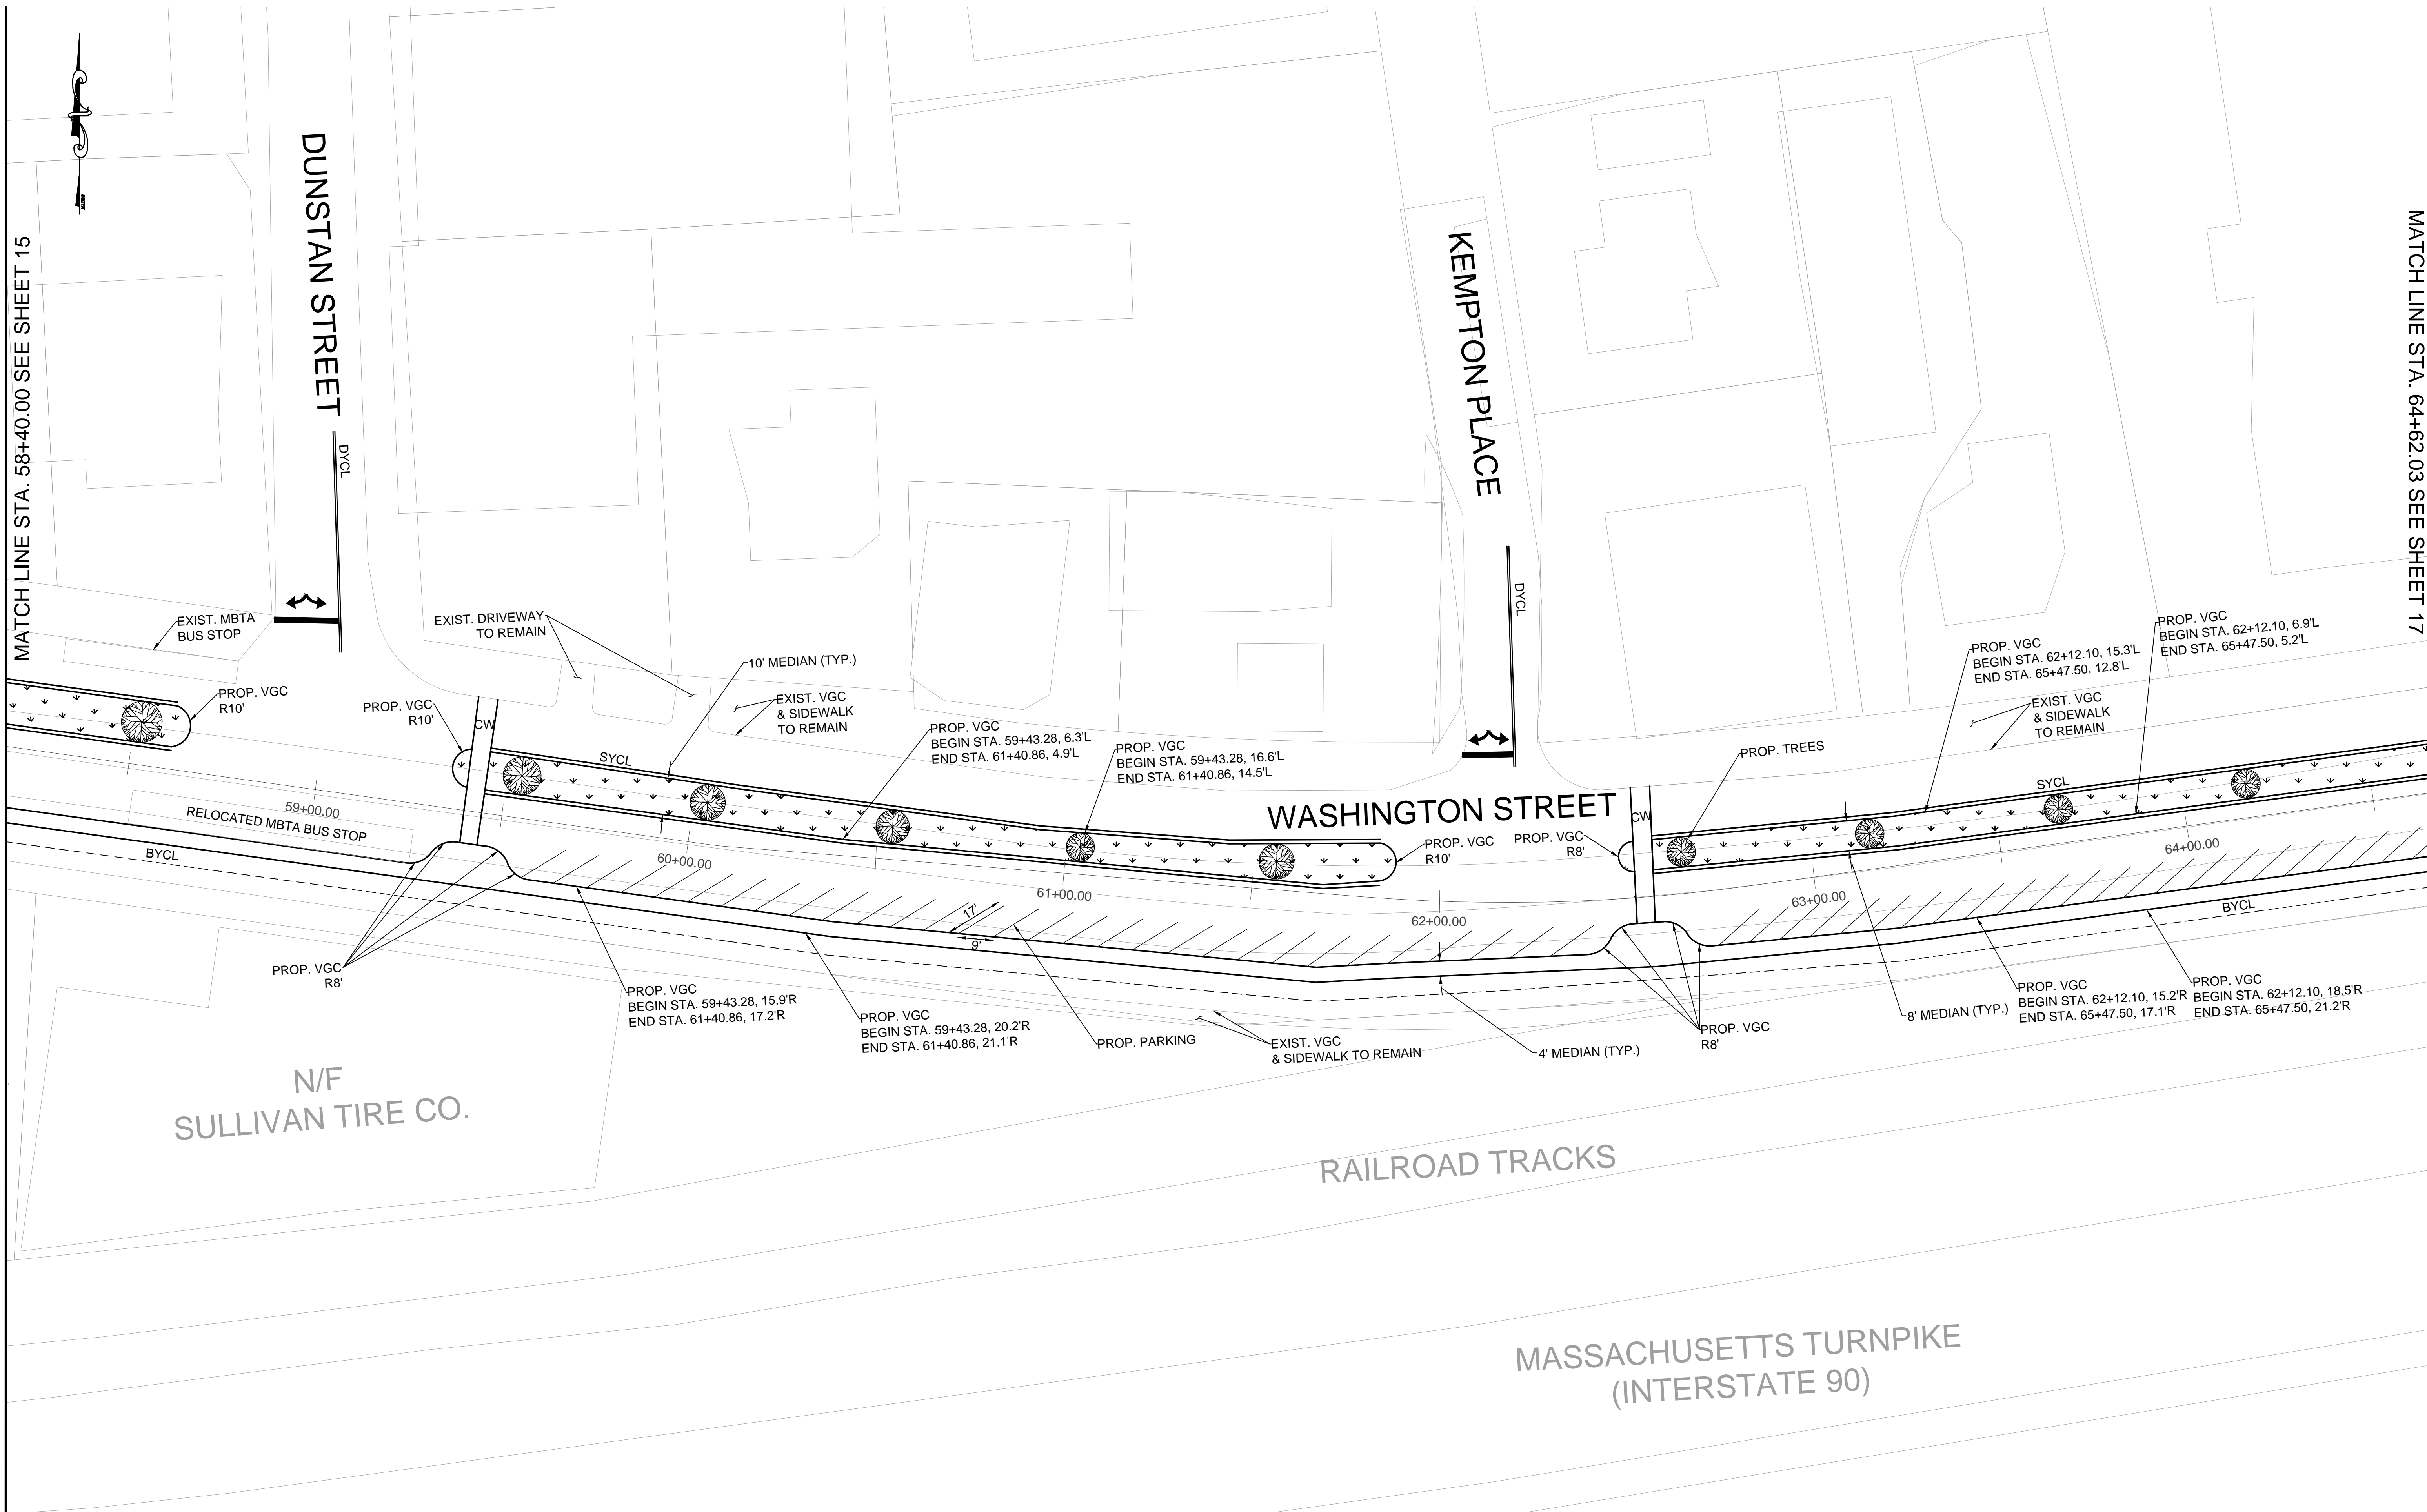 MATCH LINE STA. 58+40.00 SEE SHEET 15
DUNSTAN STREET
DYCL
KEMPTON PLACE
DYCL
MATCH LINE STA. 64+62.03 SEE SHEET 17
EXIST. MBTA
BUS STOP
EXIST. DRIVEWAY
TO REMAIN
10' MEDIAN (TYP.)
PROP. VGC
R10'
PROP. VGC
R10'
CW
SYCL
EXIST. VGC
& SIDEWALK
TO REMAIN
PROP. VGC
BEGIN STA. 59+43.28, 6.3'L
END STA. 61+40.86, 4.9'L
PROP. VGC
BEGIN STA. 59+43.28, 16.6'L
END STA. 61+40.86, 14.5'L
WASHINGTON STREET
PROP. VGC
R10'
PROP. VGC
R8'
CW
PROP. TREES
PROP. VGC
BEGIN STA. 62+12.10, 15.3'L
END STA. 65+47.50, 12.8'L
PROP. VGC
BEGIN STA. 62+12.10, 6.9'L
END STA. 65+47.50, 5.2'L
EXIST. VGC
& SIDEWALK
TO REMAIN
SYCL
59+00.00
RELOCATED MBTA BUS STOP
BYCL
60+00.00
61+00.00
17'
9'
62+00.00
63+00.00
64+00.00
BYCL
PROP. VGC
R8'
PROP. VGC
BEGIN STA. 59+43.28, 15.9'R
END STA. 61+40.86, 17.2'R
PROP. VGC
BEGIN STA. 59+43.28, 20.2'R
END STA. 61+40.86, 21.1'R
PROP. PARKING
EXIST. VGC
& SIDEWALK TO REMAIN
4' MEDIAN (TYP.)
PROP. VGC
R8'
8' MEDIAN (TYP.)
PROP. VGC
BEGIN STA. 62+12.10, 15.2'R
END STA. 65+47.50, 17.1'R
PROP. VGC
BEGIN STA. 62+12.10, 18.5'R
END STA. 65+47.50, 21.2'R
N/F
SULLIVAN TIRE CO.
RAILROAD TRACKS
MASSACHUSETTS TURNPIKE
(INTERSTATE 90)